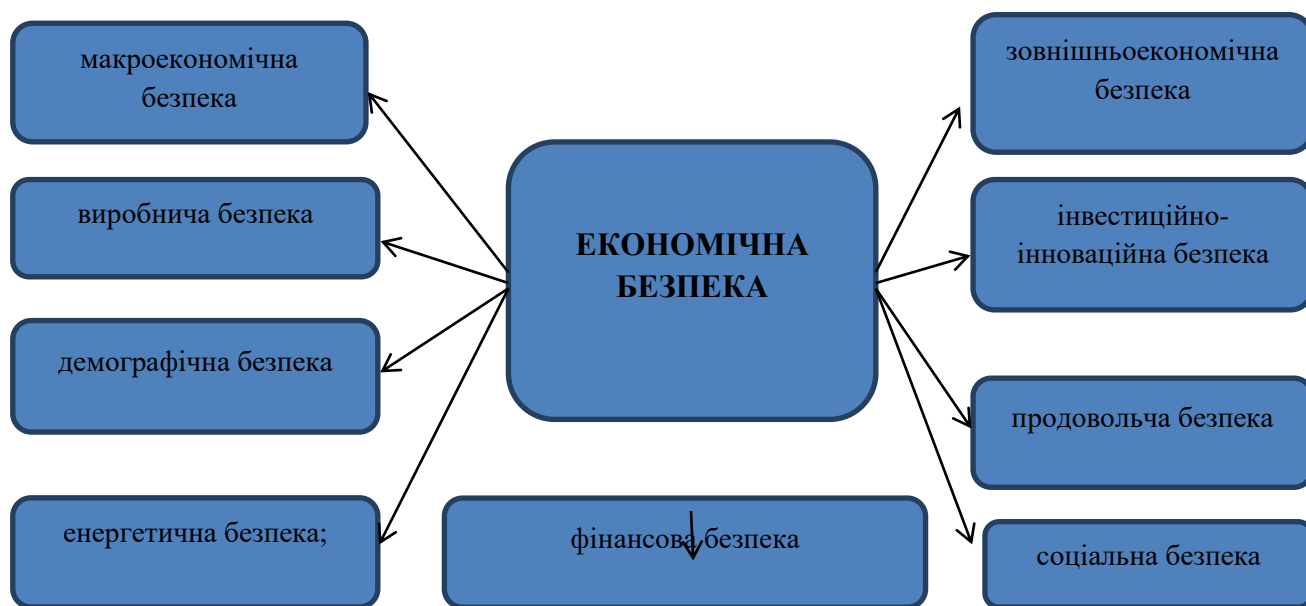 макроекономічна
безпека
виробнича безпека
демографічна безпека
енергетична безпека;
ЕКОНОМІЧНА
БЕЗПЕКА
фінансова безпека
зовнішньоекономічна
безпека
інвестиційно-
інноваційна безпека
продовольча безпека
соціальна безпека